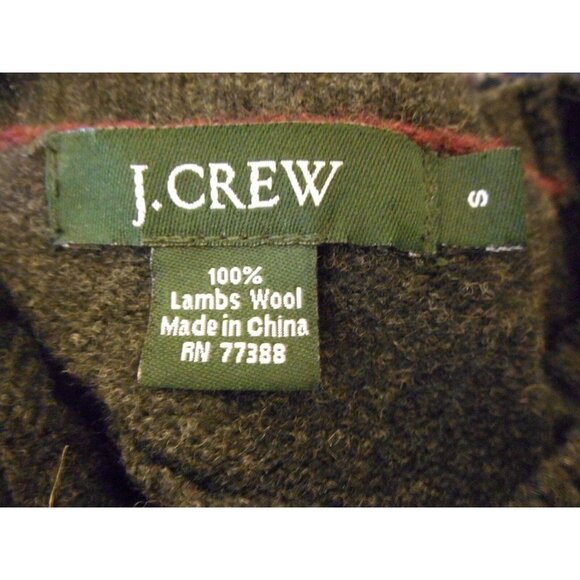 J.CREW
S
100%
Lambs Wool
Made in China
RN 77388